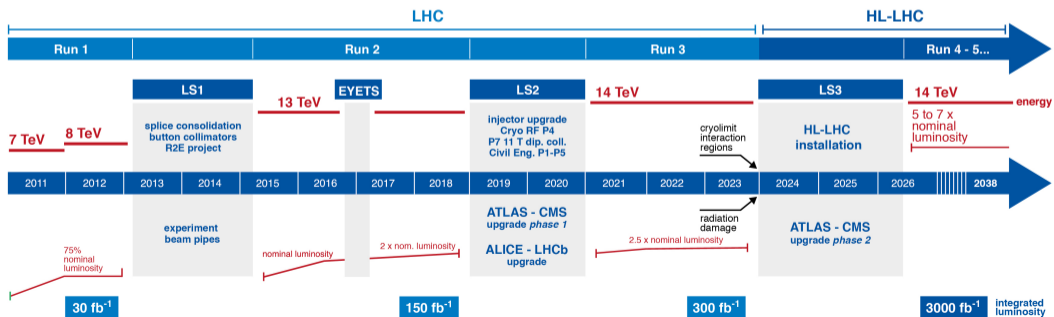 LHC
HL-LHC
Run 1
Run 2
Run 3
Run 4 - 5...
LS1
EYETS
LS2
LS3
7 TeV
8 TeV
13 TeV
14 TeV
14 TeV
energy
splice consolidation
button collimators
R2E project
injector upgrade
Cryo RF P4
P7 11 T dip. coll.
Civil Eng. P1-P5
cryolimit
interaction
regions
HL-LHC
installation
5 to 7 x
nominal
luminosity
2011
2012
2013
2014
2015
2016
2017
2018
2019
2020
2021
2022
2023
2024
2025
2026
2038
75%
nominal
luminosity
experiment
beam pipes
nominal luminosity
2 x nom. luminosity
ATLAS - CMS
upgrade phase 1
ALICE - LHCb
upgrade
2.5 x nominal luminosity
radiation
damage
ATLAS - CMS
upgrade phase 2
30 fb⁻¹
150 fb⁻¹
300 fb⁻¹
3000 fb⁻¹
integrated
luminosity